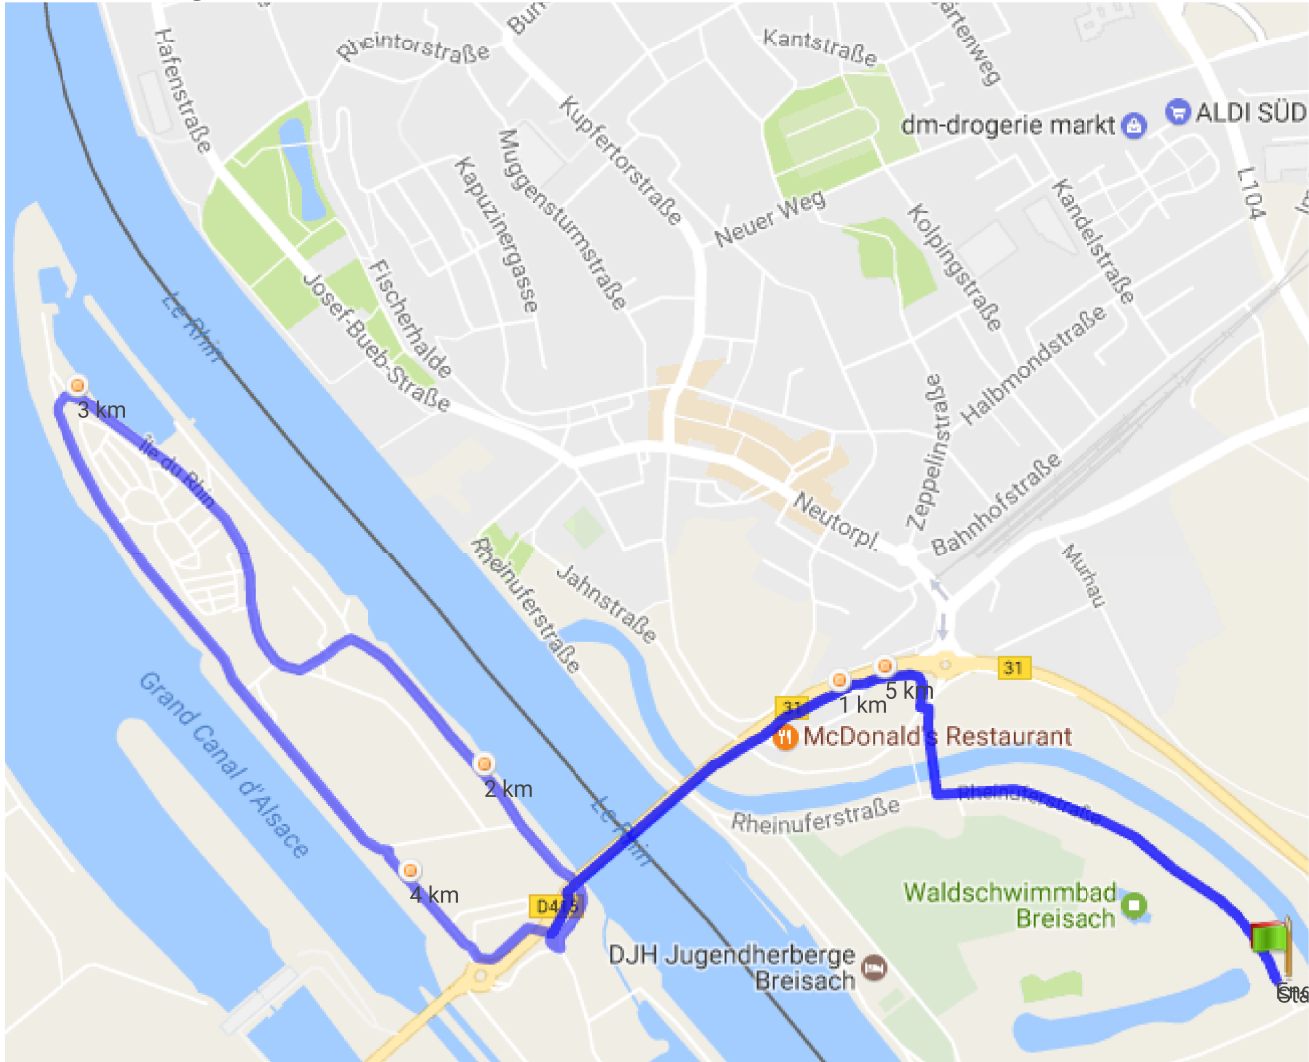 Hafenstraße
Rheintorstraße
Kantstraße
Kupfertorstraße
dm-drogerie markt
ALDI SÜD
Muggensturmstraße
Kapuzinergasse
L104
Neuer Weg
Kolpingstraße
Kandelstraße
Le Rhin
Josef-Bueb-Straße
Fischerhalde
Halbmondstraße
3 km
Île du Rhin
Zeppelinstraße
Bahnhofstraße
Neutorpl.
Rheinuferstraße
Jahnstraße
Murhau
31
Grand Canal d'Alsace
5 km
1 km
31
McDonald's Restaurant
2 km
Rheinuferstraße
Rheinuferstraße
Le Rhin
4 km
Waldschwimmbad
Breisach
DJH Jugendherberge
Breisach